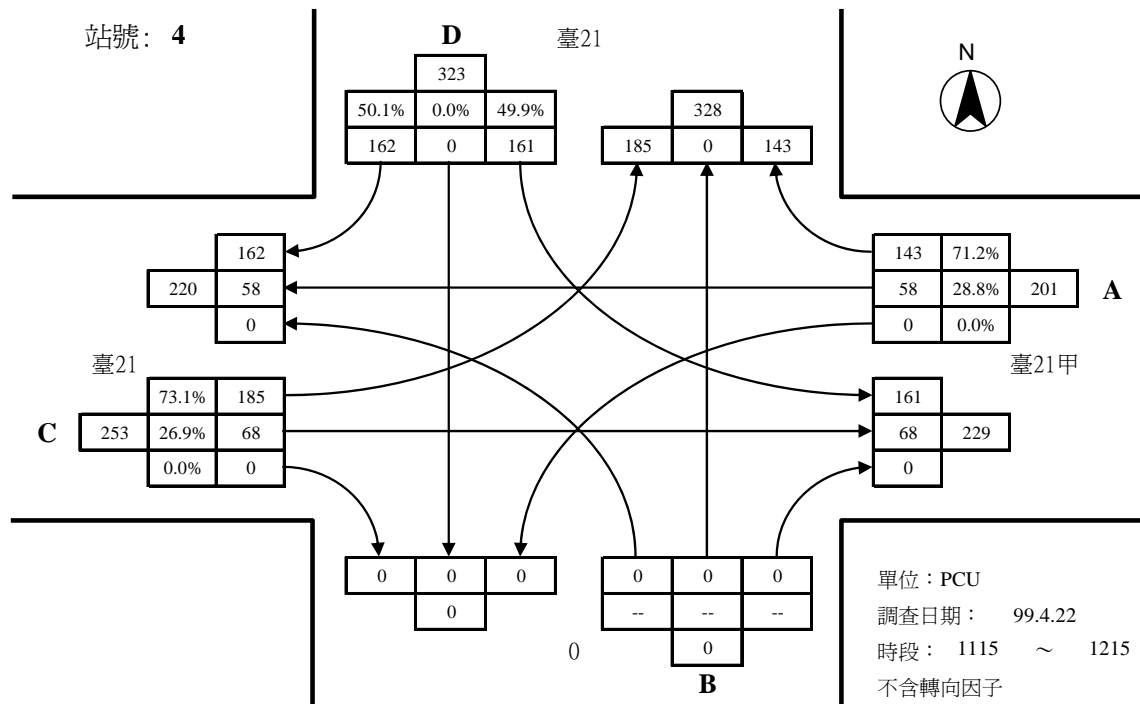 站號: 4
D
臺21
N
323
50.1% 0.0% 49.9%
162 0 161
328
185 0 143
162
220 58
0
143 71.2%
58 28.8% 201
0 0.0%
A
臺21
臺21甲
73.1% 185
C
253 26.9% 68
0.0% 0
161
68 229
0
0 0 0
0
0 0 0
-- -- --
0
0
B
單位：PCU
調查日期： 99.4.22
時段： 1115 ～ 1215
不含轉向因子